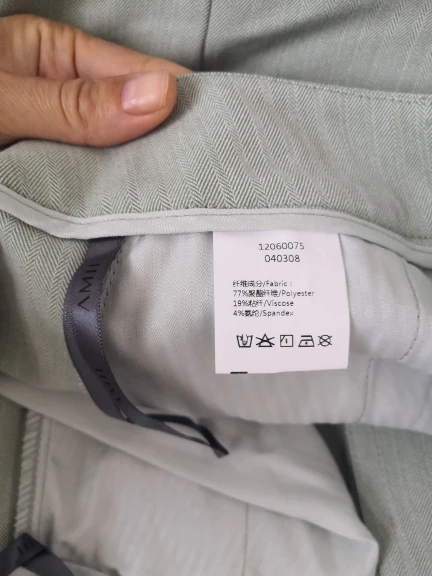 AMII
12060075
040308
纤维成分/Fabric：
77%聚酯纤维/Polyester
19%粘纤/Viscose
4%氨纶/Spandex